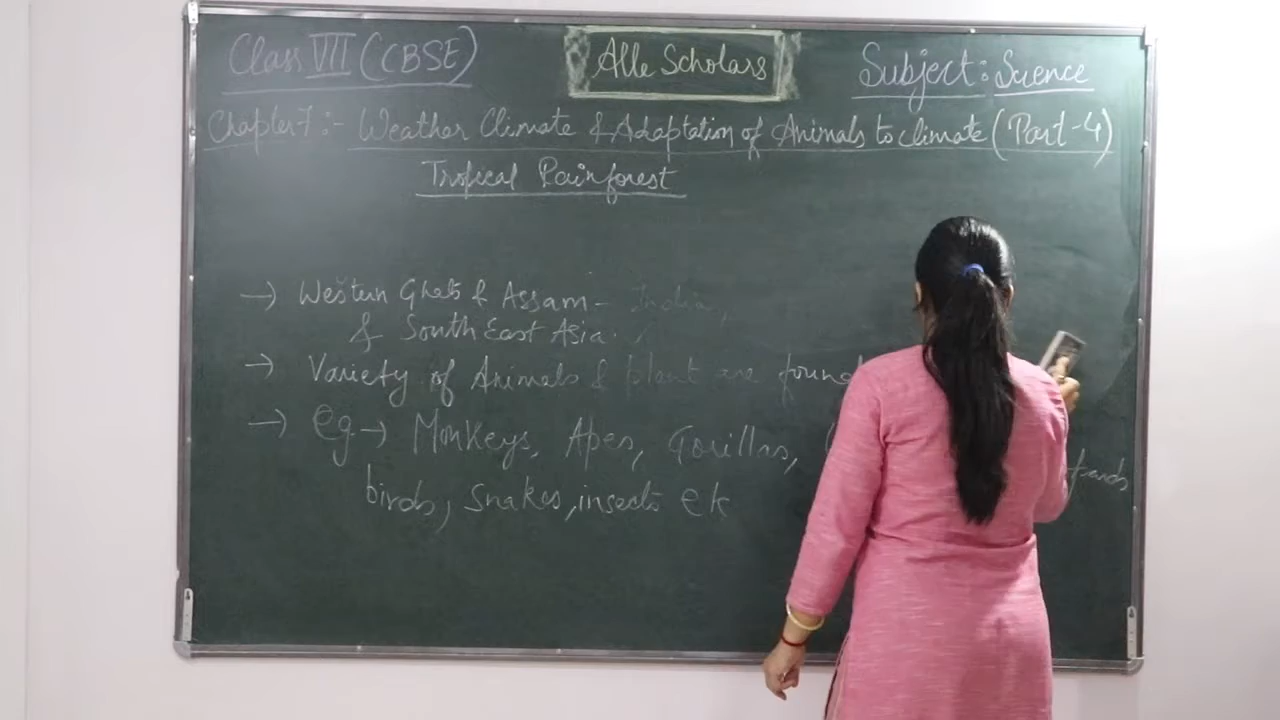 Class VII (CBSE)
Alle Scholars
Subject: Science
Chapter-7 :- Weather Climate & Adaptation of Animals to climate (Part-4)
Tropical Rainforest
→ Western Ghats & Assam - India,
& South East Asia.
→ Variety of Animals & plant are found
→ eg → Monkeys, Apes, Gorillas,
birds, Snakes, insects etc